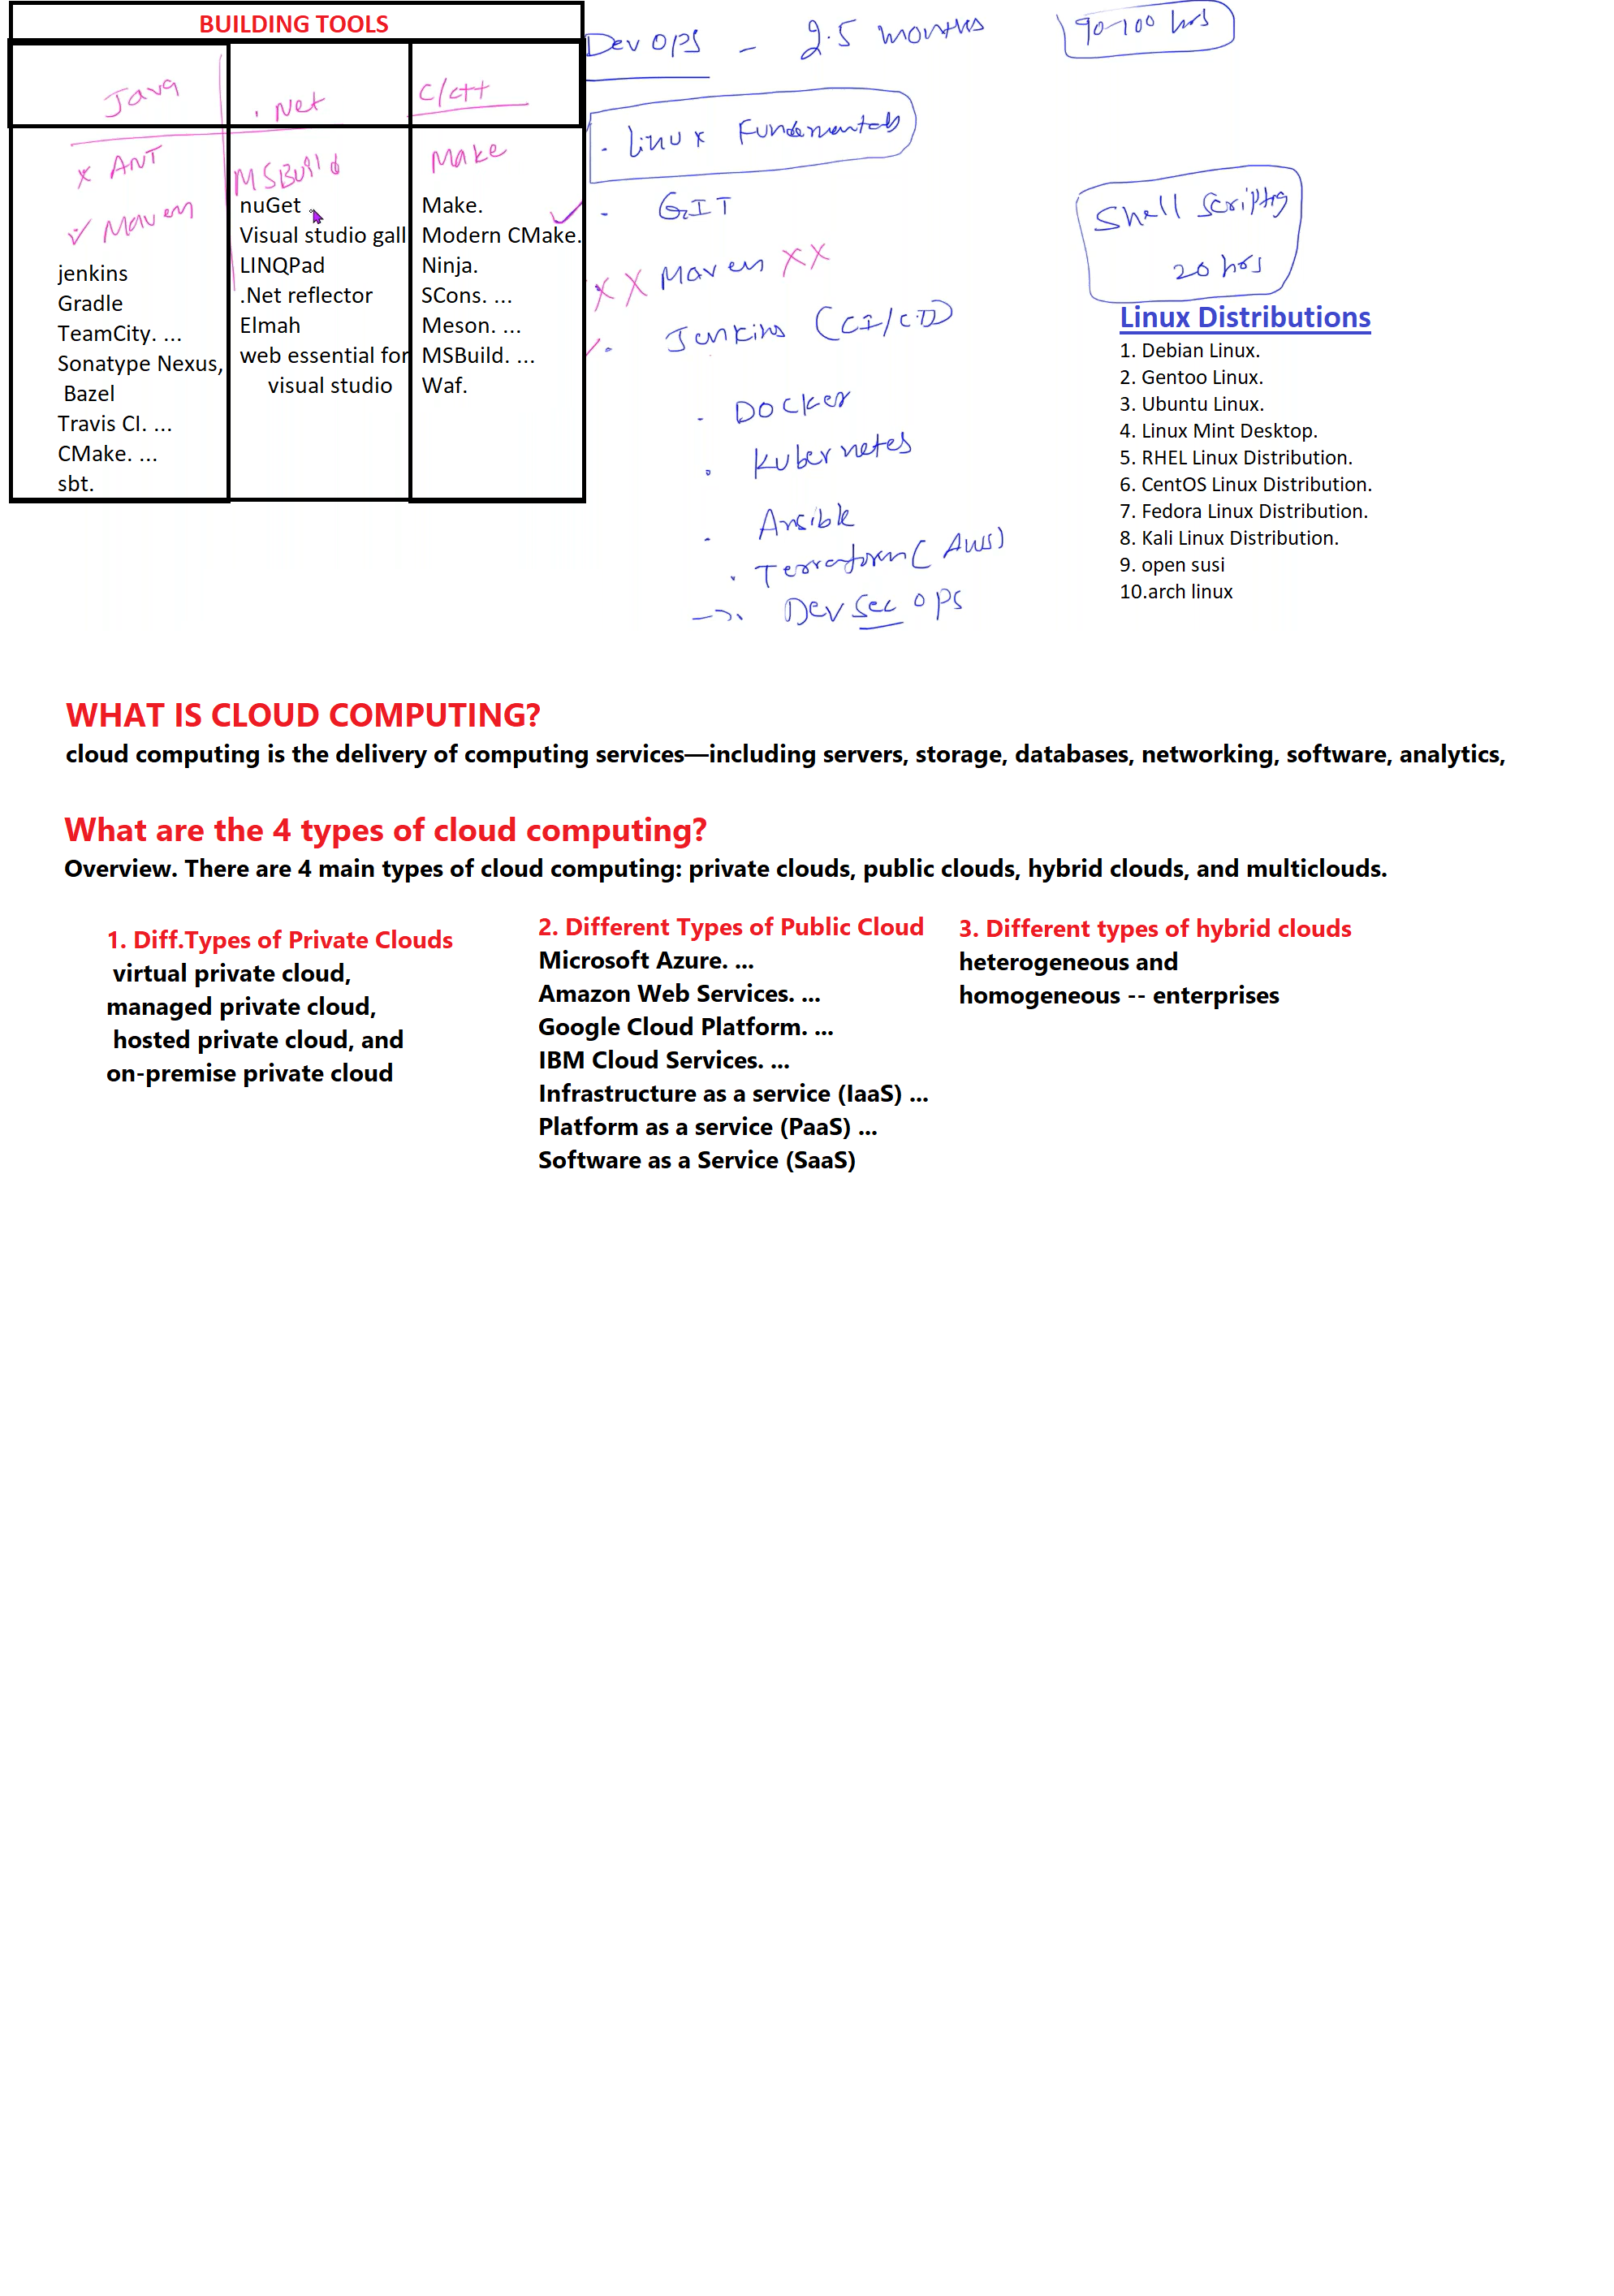 BUILDING TOOLS
Java
.Net
C/C++
x ANT
✓ Maven
jenkins
Gradle
TeamCity. ...
Sonatype Nexus,
Bazel
Travis CI. ...
CMake. ...
sbt.
MSBuild
nuGet
Visual studio gall
LINQPad
.Net reflector
Elmah
web essential for
visual studio
Make
Make.
Modern CMake.
Ninja.
SCons. ...
Meson. ...
MSBuild. ...
Waf.
DevOps - 2.5 months
90-100 hrs
. Linux Fundamentals
. GIT
XX Maven XX
. Jenkins (CI/CD)
. Docker
. Kubernetes
. Ansible
. Terraform (AWS)
→. DevSecOps
Shell Scripting
20 hrs
Linux Distributions
1. Debian Linux.
2. Gentoo Linux.
3. Ubuntu Linux.
4. Linux Mint Desktop.
5. RHEL Linux Distribution.
6. CentOS Linux Distribution.
7. Fedora Linux Distribution.
8. Kali Linux Distribution.
9. open susi
10.arch linux
WHAT IS CLOUD COMPUTING?
cloud computing is the delivery of computing services—including servers, storage, databases, networking, software, analytics,
What are the 4 types of cloud computing?
Overview. There are 4 main types of cloud computing: private clouds, public clouds, hybrid clouds, and multiclouds.
1. Diff.Types of Private Clouds
virtual private cloud,
managed private cloud,
hosted private cloud, and
on-premise private cloud
2. Different Types of Public Cloud
Microsoft Azure. ...
Amazon Web Services. ...
Google Cloud Platform. ...
IBM Cloud Services. ...
Infrastructure as a service (IaaS) ...
Platform as a service (PaaS) ...
Software as a Service (SaaS)
3. Different types of hybrid clouds
heterogeneous and
homogeneous -- enterprises